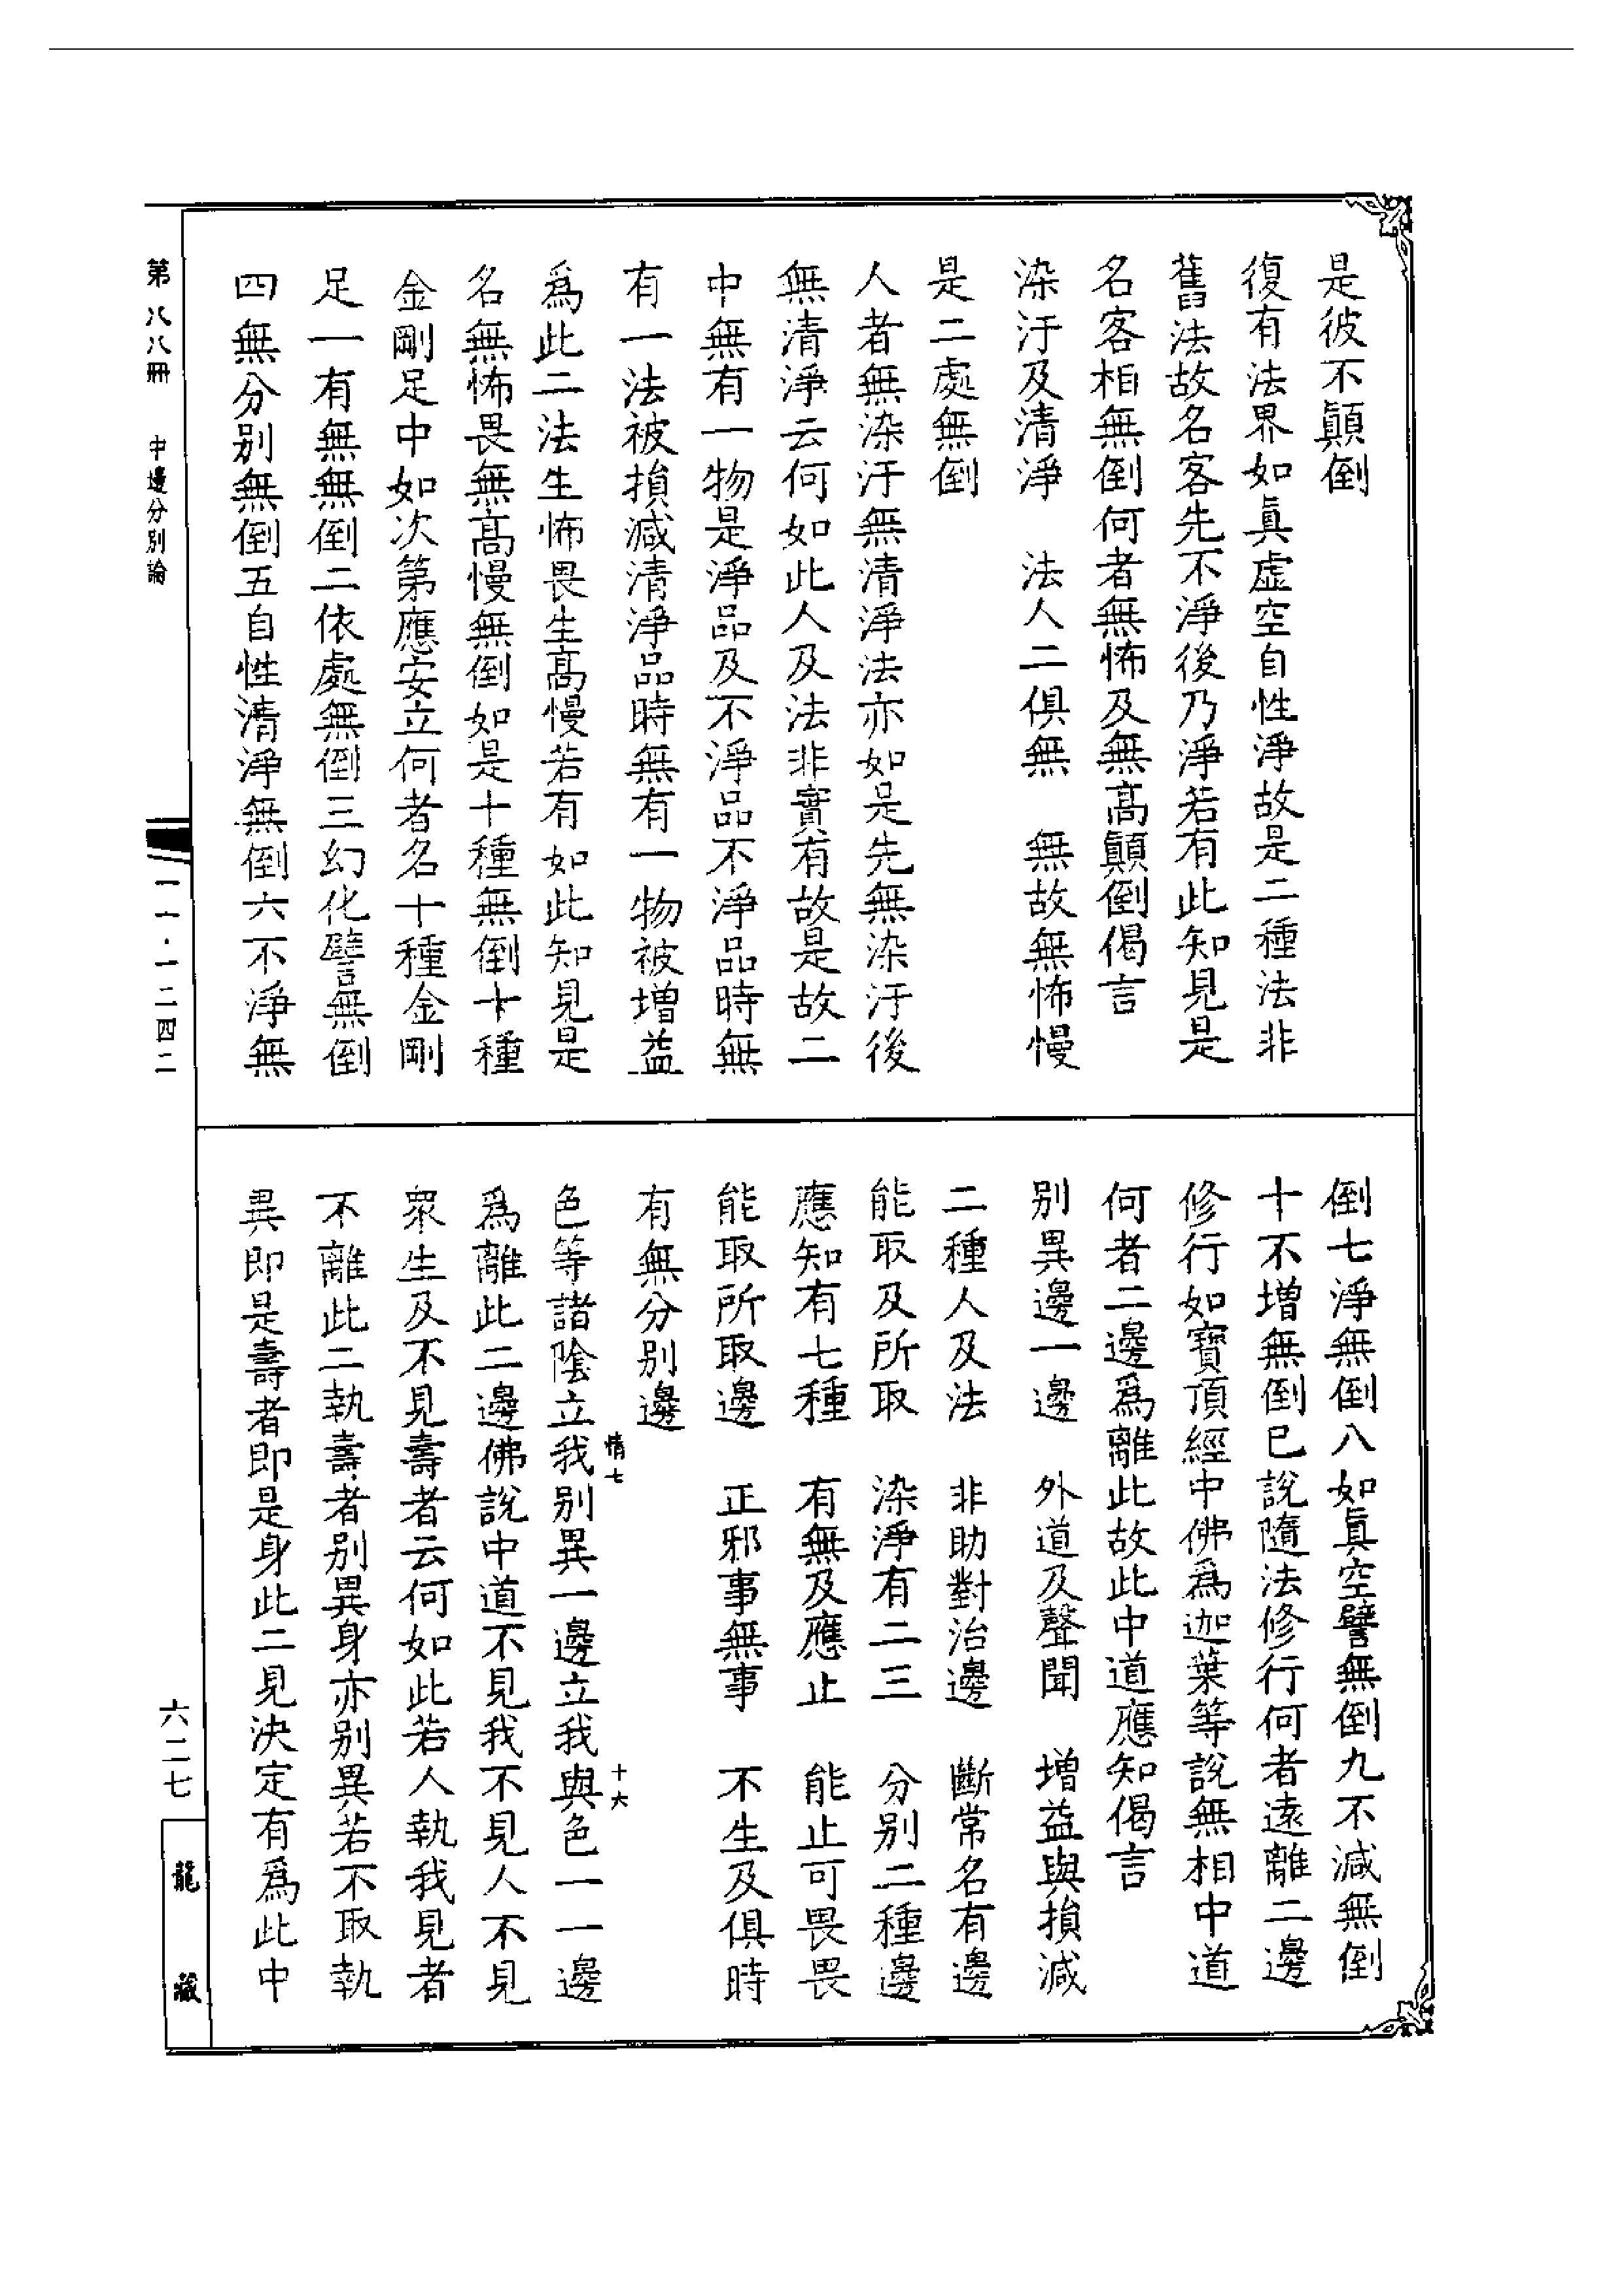 是彼不顚倒
復有法界如眞虛空自性淨故是二種法非
舊法故名客先不淨後乃淨若有此知見是
名客相無倒何者無怖及無高顚倒偈言
染汙及清淨　法人二俱無　無故無怖慢
是二處無倒
人者無染汙無清淨法亦如是先無染汙後
無清淨云何如此人及法非實有故是故二
中無有一物是淨品及不淨品不淨品時無
有一法被損減清淨品時無有一物被增益
爲此二法生怖畏生高慢若有如此知見是
名無怖畏無高慢無倒如是十種無倒十種
金剛足中如次第應安立何者名十種金剛
足一有無無倒二依處無倒三幻化譬無倒
四無分別無倒五自性清淨無倒六不淨無
倒七淨無倒八如眞空譬無倒九不減無倒
十不增無倒已說隨法修行何者遠離二邊
修行如寶頂經中佛爲迦葉等說無相中道
何者二邊爲離此故此中道應知偈言
別異邊一邊　外道及聲聞　增益與損減
二種人及法　非助對治邊　斷常名有邊
能取及所取　染淨有二三　分別二種邊
應知有七種　有無及應止　能止可畏畏
能取所取邊　正邪事無事　不生及俱時
有無分別邊
情七　十六
色等諸陰立我別異一邊立我與色一一邊
爲離此二邊佛說中道不見我不見人不見
眾生及不見壽者云何如此若人執我見者
不離此二執壽者別異身亦別異若不取執
異即是壽者即是身此二見決定有爲此中
第八八冊　中邊分別論
一一·一二四二
六二七
龍藏